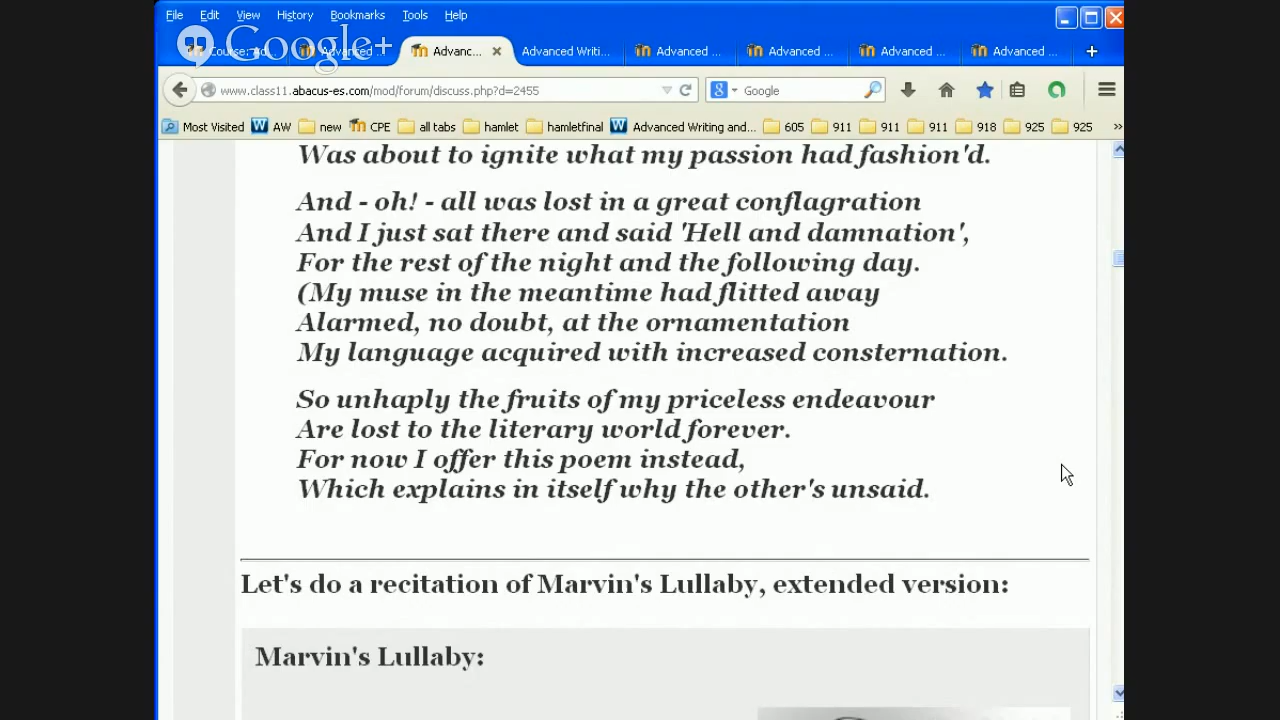 File Edit View History Bookmarks Tools Help
Google+
Course: Ad
Advanced
Advanc... Advanced Writi... Advanced ... Advanced ... Advanced ... Advanced ...
www.class11.abacus-es.com/mod/forum/discuss.php?d=2455
Google
Most Visited AW new CPE all tabs hamlet hamletfinal Advanced Writing and... 605 911 911 911 918 925 925 »
Was about to ignite what my passion had fashion'd.
And - oh! - all was lost in a great conflagration
And I just sat there and said 'Hell and damnation',
For the rest of the night and the following day.
(My muse in the meantime had flitted away
Alarmed, no doubt, at the ornamentation
My language acquired with increased consternation.
So unhaply the fruits of my priceless endeavour
Are lost to the literary world forever.
For now I offer this poem instead,
Which explains in itself why the other's unsaid.
Let's do a recitation of Marvin's Lullaby, extended version:
Marvin's Lullaby: